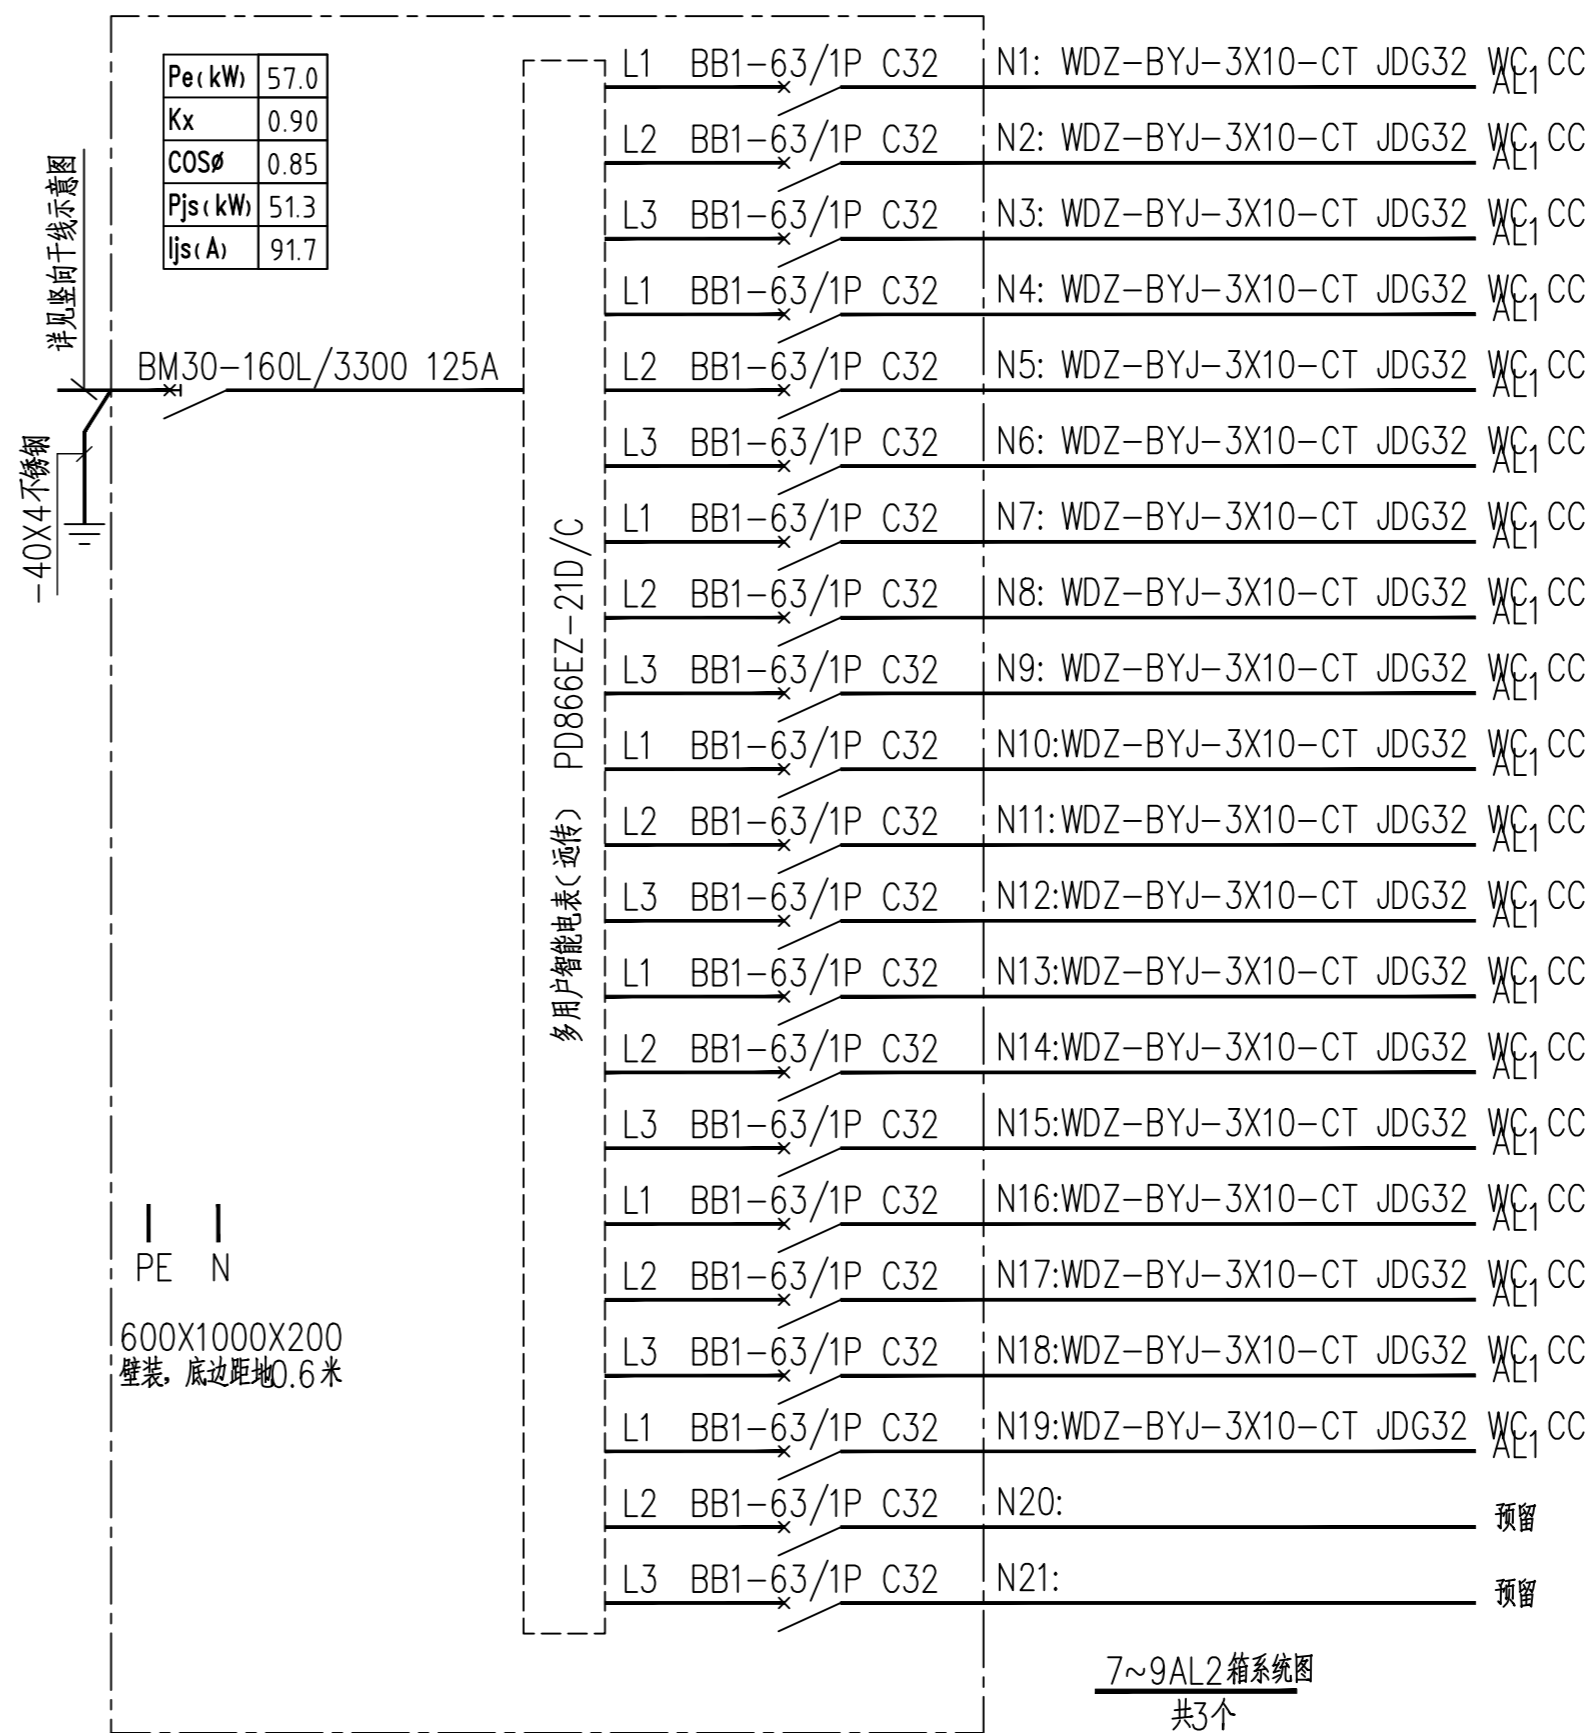 Pe(kW) 57.0
Kx 0.90
COSø 0.85
Pjs(kW) 51.3
Ijs(A) 91.7
详见竖向干线示意图
BM30-160L/3300 125A
-40X4不锈钢
多用户智能电表(远传) PD866EZ-21D/C
L1 BB1-63/1P C32 N1: WDZ-BYJ-3X10-CT JDG32 WC, CC AL1
L2 BB1-63/1P C32 N2: WDZ-BYJ-3X10-CT JDG32 WC, CC AL1
L3 BB1-63/1P C32 N3: WDZ-BYJ-3X10-CT JDG32 WC, CC AL1
L1 BB1-63/1P C32 N4: WDZ-BYJ-3X10-CT JDG32 WC, CC AL1
L2 BB1-63/1P C32 N5: WDZ-BYJ-3X10-CT JDG32 WC, CC AL1
L3 BB1-63/1P C32 N6: WDZ-BYJ-3X10-CT JDG32 WC, CC AL1
L1 BB1-63/1P C32 N7: WDZ-BYJ-3X10-CT JDG32 WC, CC AL1
L2 BB1-63/1P C32 N8: WDZ-BYJ-3X10-CT JDG32 WC, CC AL1
L3 BB1-63/1P C32 N9: WDZ-BYJ-3X10-CT JDG32 WC, CC AL1
L1 BB1-63/1P C32 N10:WDZ-BYJ-3X10-CT JDG32 WC, CC AL1
L2 BB1-63/1P C32 N11:WDZ-BYJ-3X10-CT JDG32 WC, CC AL1
L3 BB1-63/1P C32 N12:WDZ-BYJ-3X10-CT JDG32 WC, CC AL1
L1 BB1-63/1P C32 N13:WDZ-BYJ-3X10-CT JDG32 WC, CC AL1
L2 BB1-63/1P C32 N14:WDZ-BYJ-3X10-CT JDG32 WC, CC AL1
L3 BB1-63/1P C32 N15:WDZ-BYJ-3X10-CT JDG32 WC, CC AL1
L1 BB1-63/1P C32 N16:WDZ-BYJ-3X10-CT JDG32 WC, CC AL1
L2 BB1-63/1P C32 N17:WDZ-BYJ-3X10-CT JDG32 WC, CC AL1
L3 BB1-63/1P C32 N18:WDZ-BYJ-3X10-CT JDG32 WC, CC AL1
L1 BB1-63/1P C32 N19:WDZ-BYJ-3X10-CT JDG32 WC, CC AL1
L2 BB1-63/1P C32 N20: 预留
L3 BB1-63/1P C32 N21: 预留
PE N
600X1000X200
壁装，底边距地0.6米
7~9AL2箱系统图
共3个